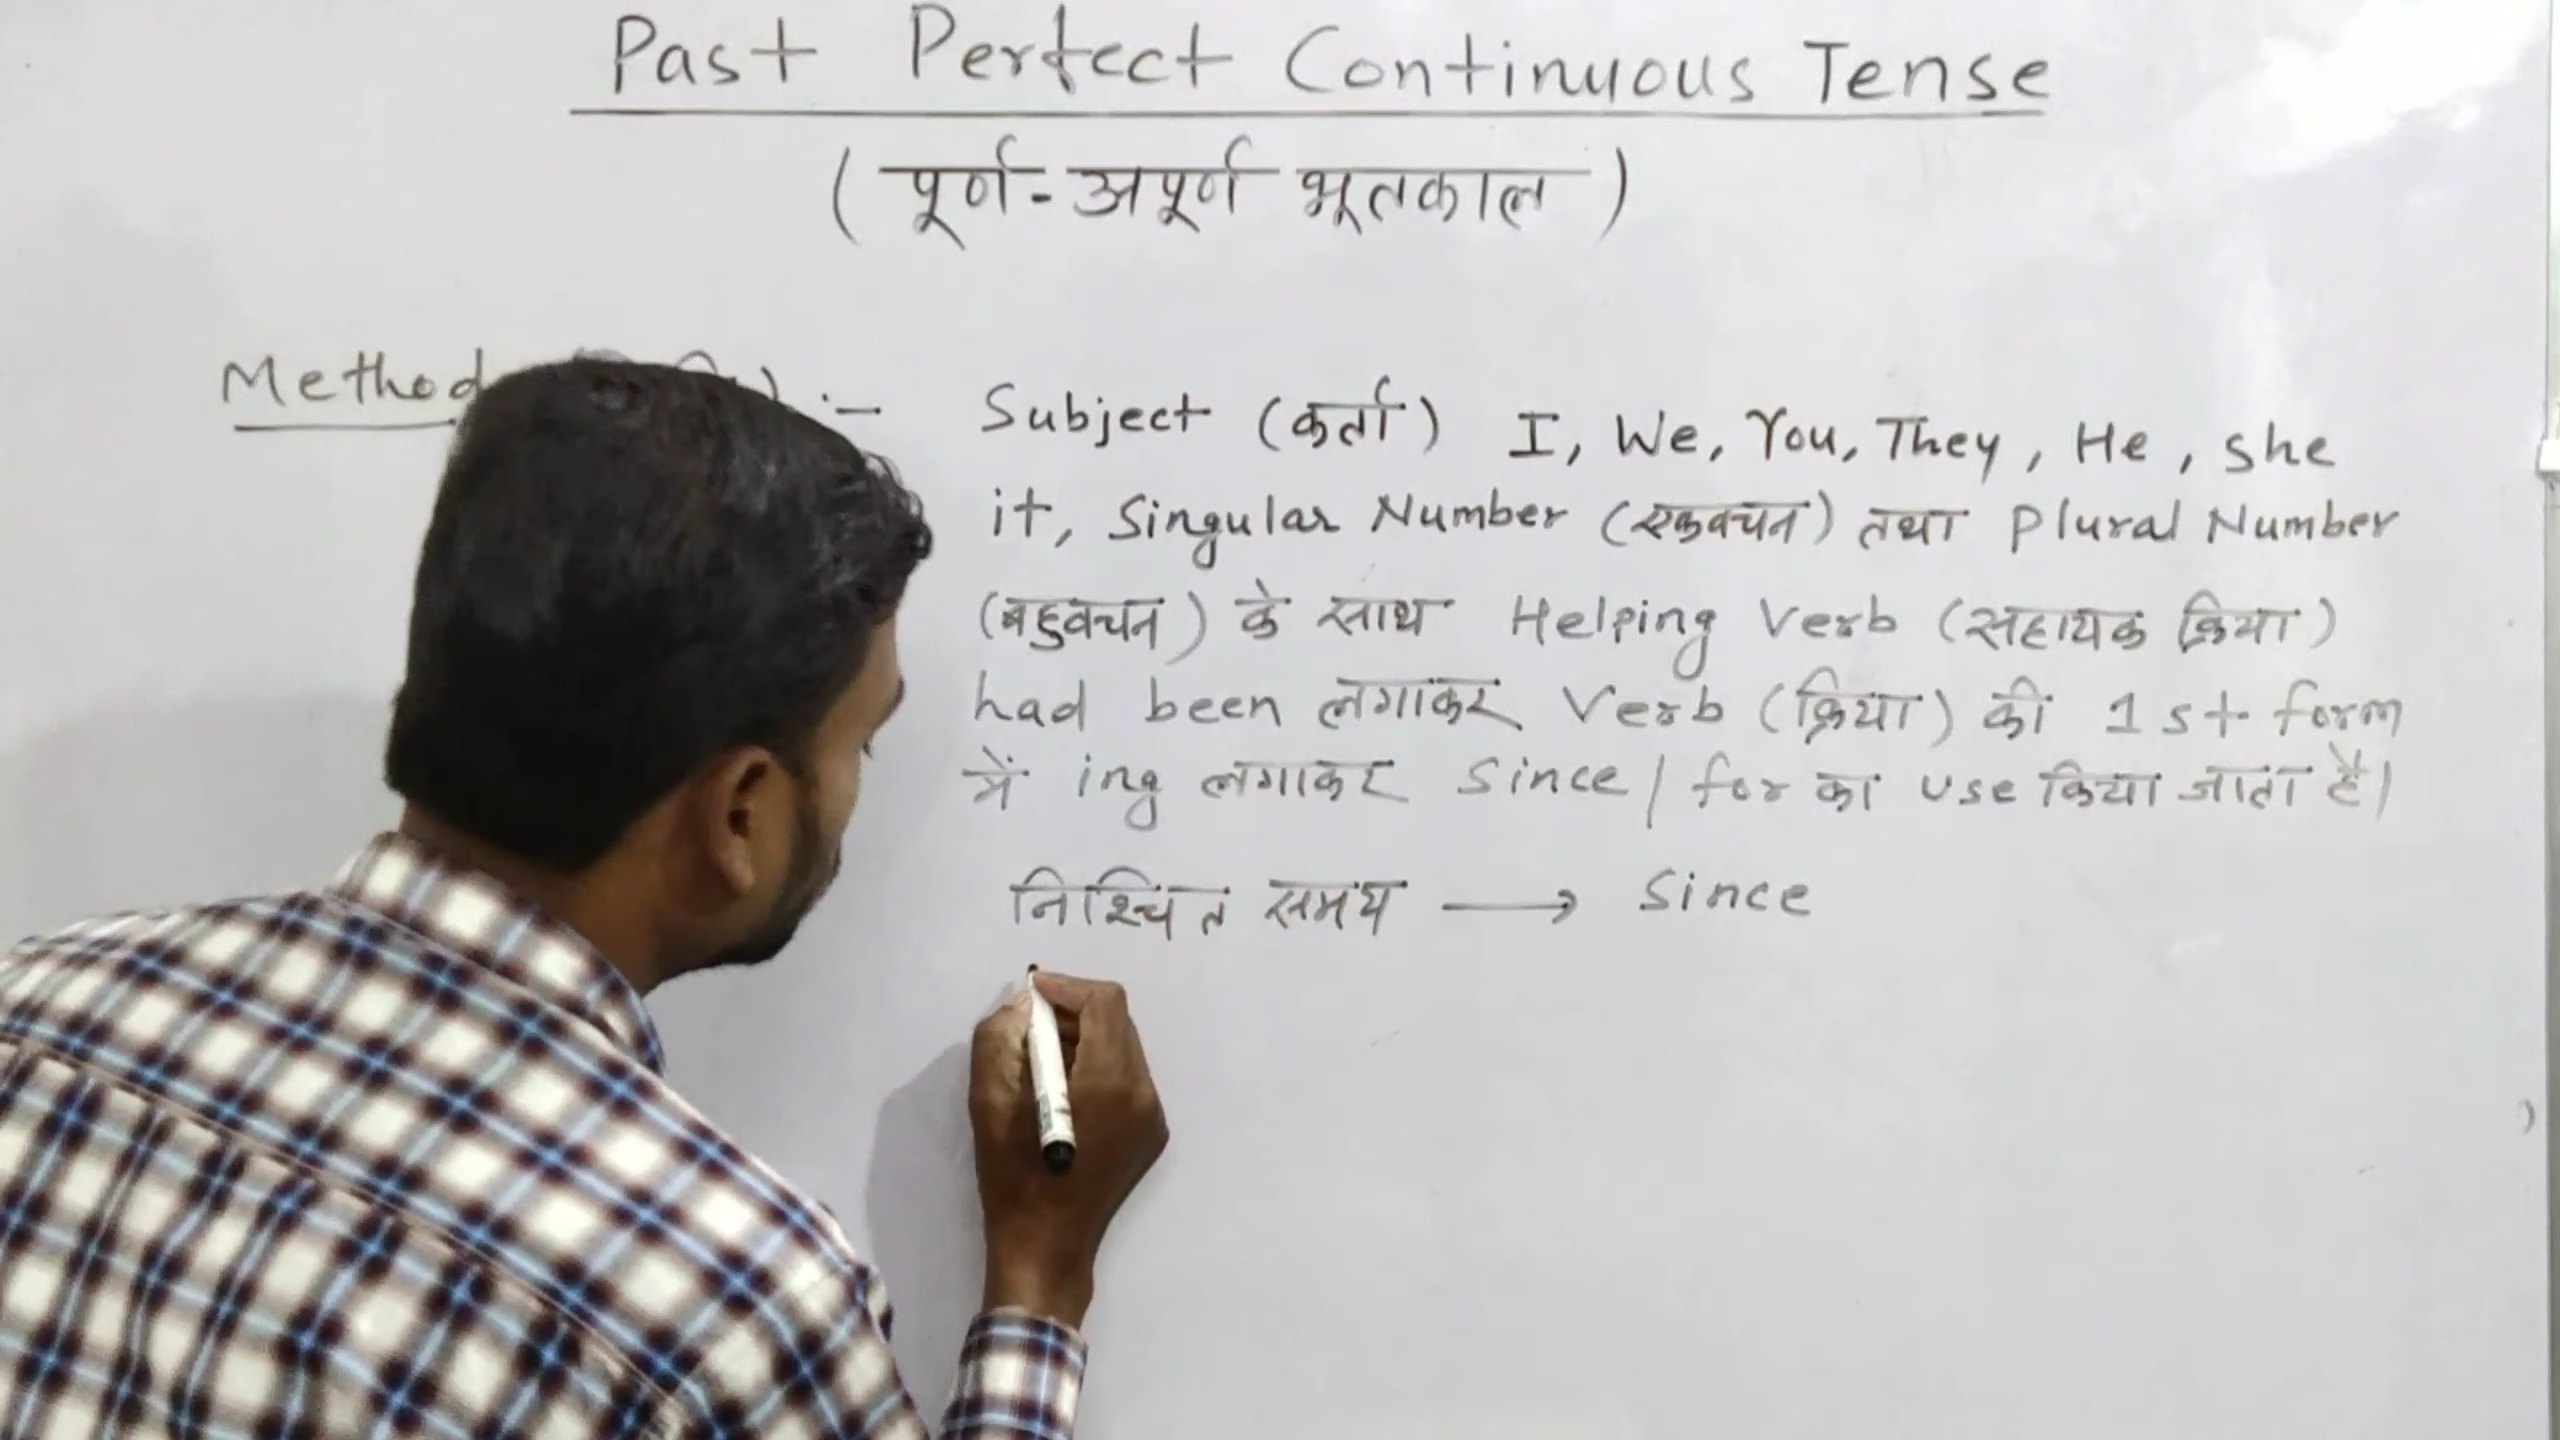 Past Perfect Continuous Tense
(पूर्ण-अपूर्ण भूतकाल)
Method :-
Subject (कर्ता) I, We, You, They, He, she
it, Singular Number (एकवचन) तथा Plural Number
(बहुवचन) के साथ Helping Verb (सहायक क्रिया)
had been लगाकर Verb (क्रिया) की 1st form
में ing लगाकर Since/for का use किया जाता है।
निश्चित समय → Since